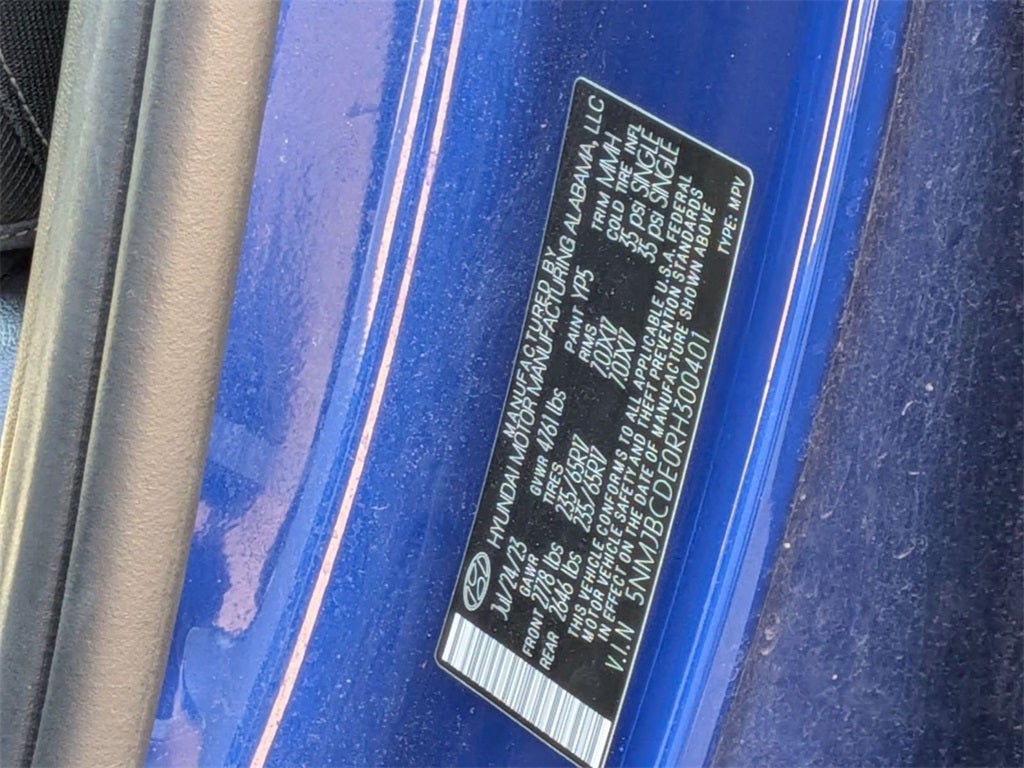 MANUFACTURED BY
HYUNDAI MOTOR MANUFACTURING ALABAMA, LLC
Jul/24/23 GVWR 4761 lbs PAINT YP5 TRIM MMH
GAWR TIRES RIMS COLD TIRE INFL
FRONT 2778 lbs 235/65R17 7.0JX17 35 psi SINGLE
REAR 2646 lbs 235/65R17 7.0JX17 35 psi SINGLE
THIS VEHICLE CONFORMS TO ALL APPLICABLE U.S.A. FEDERAL
MOTOR VEHICLE SAFETY AND THEFT PREVENTION STANDARDS
IN EFFECT ON THE DATE OF MANUFACTURE SHOWN ABOVE
V.I.N 5NMJBCDE0RH300401 TYPE: MPV